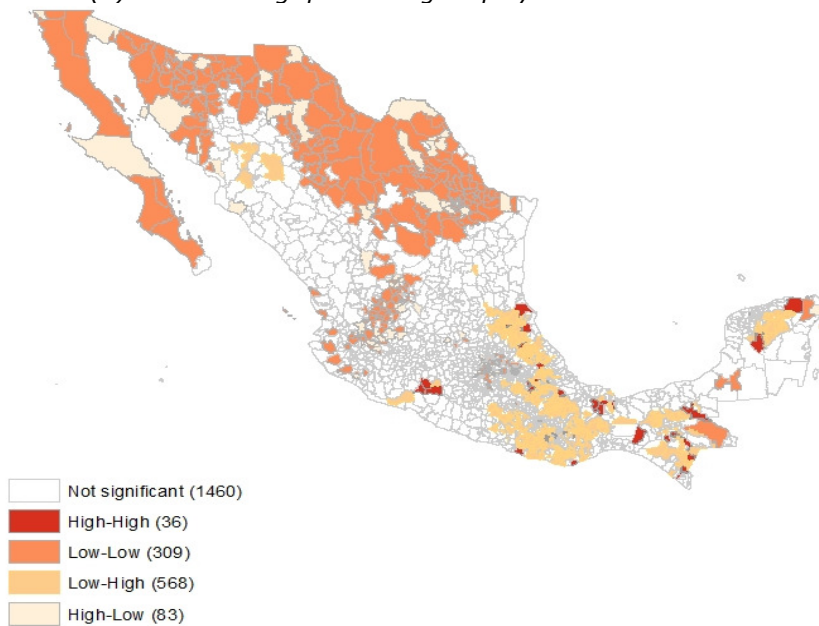 Not significant (1460)
High-High (36)
Low-Low (309)
Low-High (568)
High-Low (83)